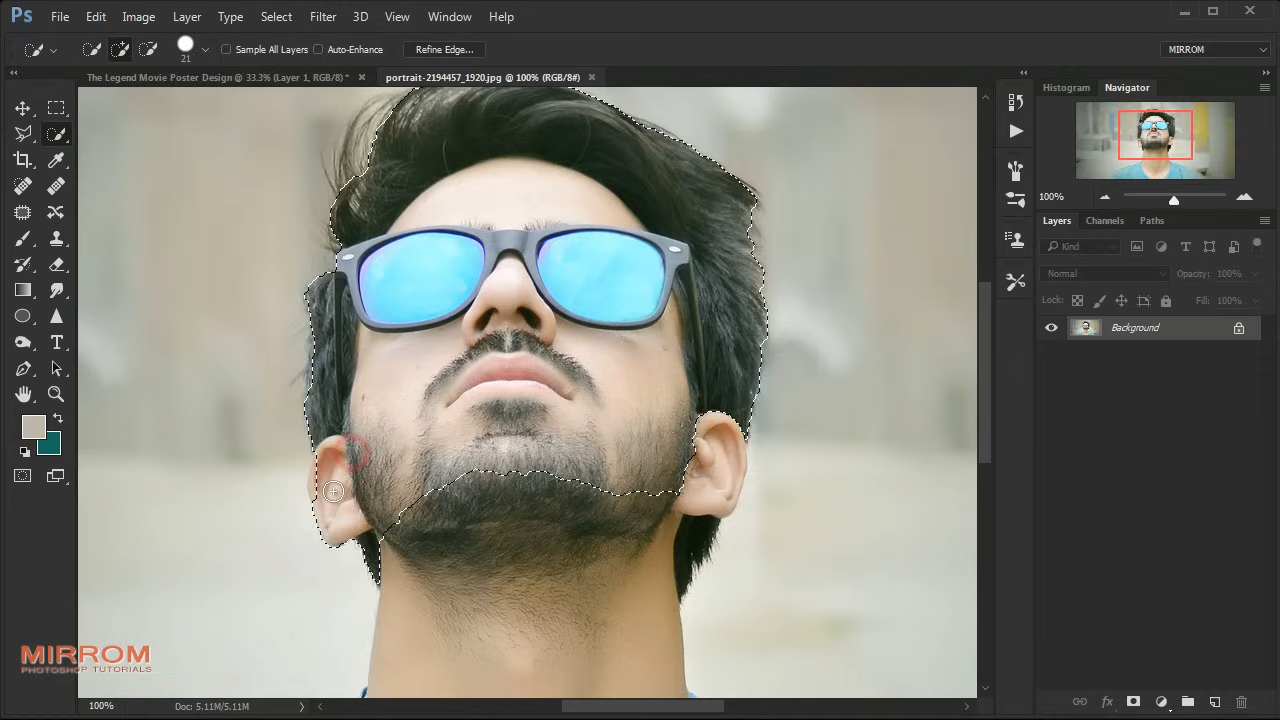 Ps File Edit Image Layer Type Select Filter 3D View Window Help
21 Sample All Layers Auto-Enhance Refine Edge... MIRROM
The Legend Movie Poster Design @ 33.3% (Layer 1, RGB/8) * × portrait-2194457_1920.jpg @ 100% (RGB/8#) ×
Histogram Navigator
100%
Layers Channels Paths
Kind
Normal Opacity: 100%
Lock: Fill: 100%
Background
MIRROM
PHOTOSHOP TUTORIALS
100% Doc: 5.11M/5.11M